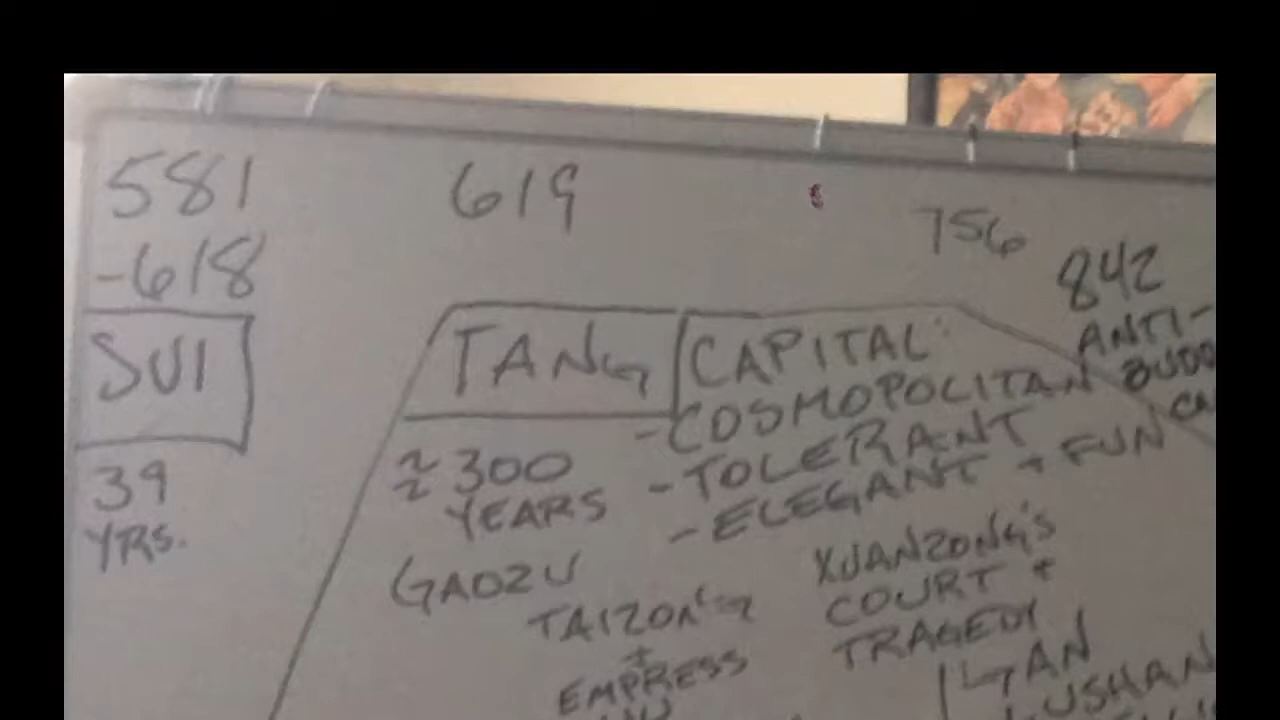 581
-618
SUI
39
YRS.
619
756
842
ANTI-
TANG
CAPITAL:
-COSMOPOLITAN
-TOLERANT
-ELEGANT + FUN
≈ 300
YEARS
GAOZU
TAIZONG
+
EMPRESS
WU
XUANZONG'S
COURT +
TRAGEDY
AN
LUSHAN